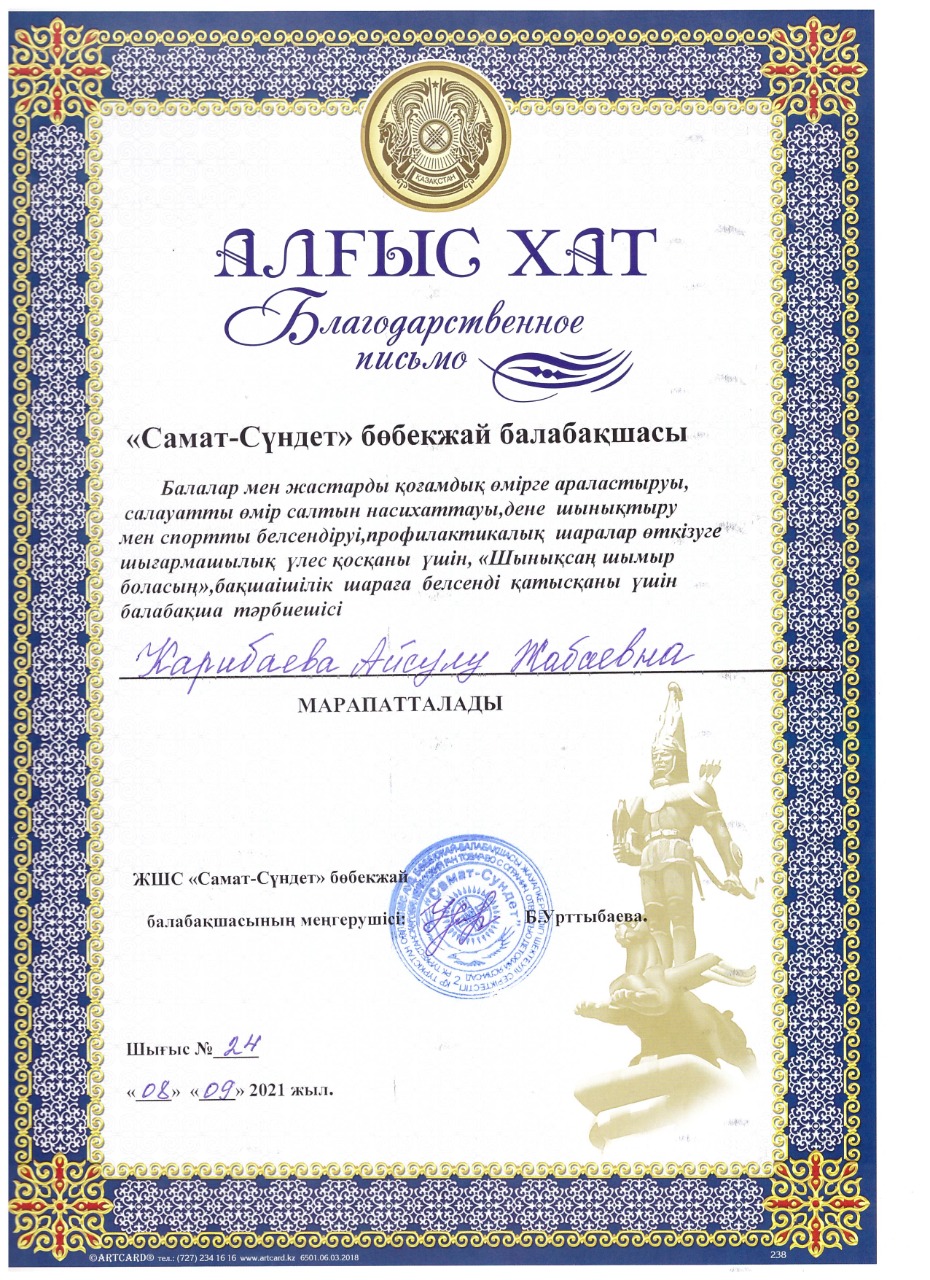 ҚАЗАҚСТАН
АЛҒЫС ХАТ
Благодарственное
письмо
«Самат-Сүндет» бөбекжай балабақшасы
Балалар мен жастарды қоғамдық өмірге араластыруы,
салауатты өмір салтын насихаттауы,дене шынықтыру
мен спортты белсендіруі,профилактикалық шаралар өткізуге
шығармашылық үлес қосқаны үшін, «Шынықсаң шымыр
боласың»,бақшаішілік шараға белсенді қатысқаны үшін
балабақша тәрбиешісі
Карибаева Айсулу Жабаевна
МАРАПАТТАЛАДЫ
ЖШС «Самат-Сүндет» бөбекжай
балабақшасының меңгерушісі: Б.Урттыбаева.
"Самат-Сүндет"
Шығыс № 24
«08» «09» 2021 жыл.
©ARTCARD® тел.: (727) 234 16 16 www.artcard.kz 6501.06.03.2018
238